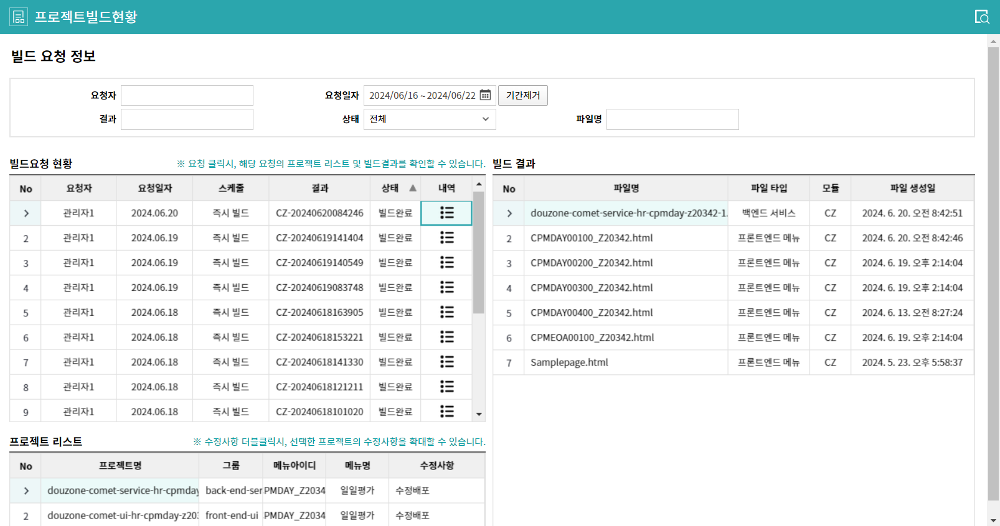 프로젝트빌드현황
빌드 요청 정보
요청자
요청일자 2024/06/16 ~ 2024/06/22 기간제거
결과
상태 전체
파일명
빌드요청 현황 ※ 요청 클릭시, 해당 요청의 프로젝트 리스트 및 빌드결과를 확인할 수 있습니다.
No 요청자 요청일자 스케줄 결과 상태 내역
관리자1 2024.06.20 즉시 빌드 CZ-20240620084246 빌드완료
2 관리자1 2024.06.19 즉시 빌드 CZ-20240619141404 빌드완료
3 관리자1 2024.06.19 즉시 빌드 CZ-20240619140549 빌드완료
4 관리자1 2024.06.19 즉시 빌드 CZ-20240619083748 빌드완료
5 관리자1 2024.06.18 즉시 빌드 CZ-20240618163905 빌드완료
6 관리자1 2024.06.18 즉시 빌드 CZ-20240618153221 빌드완료
7 관리자1 2024.06.18 즉시 빌드 CZ-20240618141330 빌드완료
8 관리자1 2024.06.18 즉시 빌드 CZ-20240618121211 빌드완료
9 관리자1 2024.06.18 즉시 빌드 CZ-20240618101020 빌드완료
프로젝트 리스트 ※ 수정사항 더블클릭시, 선택한 프로젝트의 수정사항을 확대할 수 있습니다.
No 프로젝트명 그룹 메뉴아이디 메뉴명 수정사항
douzone-comet-service-hr-cpmday back-end-ser PMDAY_Z2034 일일평가 수정배포
2 douzone-comet-ui-hr-cpmday-z203 front-end-ui PMDAY_Z2034 일일평가 수정배포
빌드 결과
No 파일명 파일 타입 모듈 파일 생성일
douzone-comet-service-hr-cpmday-z20342-1. 백엔드 서비스 CZ 2024. 6. 20. 오전 8:42:51
2 CPMDAY00100_Z20342.html 프론트엔드 메뉴 CZ 2024. 6. 20. 오전 8:42:46
3 CPMDAY00200_Z20342.html 프론트엔드 메뉴 CZ 2024. 6. 19. 오후 2:14:04
4 CPMDAY00300_Z20342.html 프론트엔드 메뉴 CZ 2024. 6. 19. 오후 2:14:04
5 CPMDAY00400_Z20342.html 프론트엔드 메뉴 CZ 2024. 6. 13. 오전 8:27:24
6 CPMEOA00100_Z20342.html 프론트엔드 메뉴 CZ 2024. 6. 19. 오후 2:14:04
7 Samplepage.html 프론트엔드 메뉴 CZ 2024. 5. 23. 오후 5:58:37